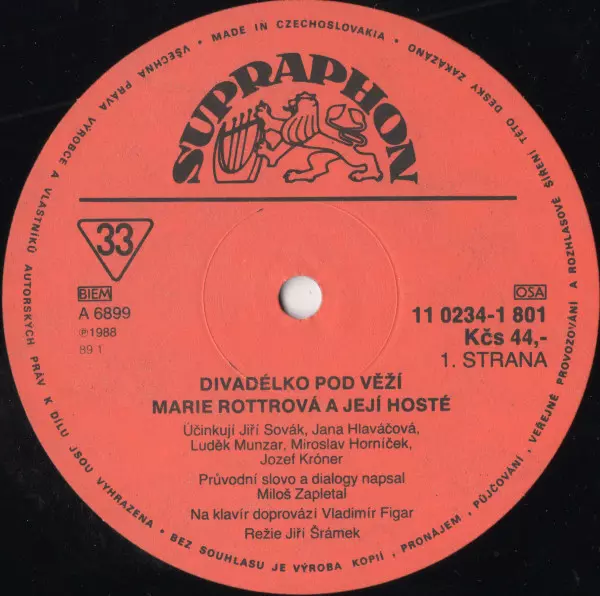 MADE IN CZECHOSLOVAKIA • VŠECHNA PRÁVA VÝROBCE A VLASTNÍKŮ AUTORSKÝCH PRÁV K DÍLU JSOU VYHRAZENA • BEZ SOUHLASU JE VÝROBA KOPIÍ, PRONÁJEM, PŮJČOVÁNÍ, VEŘEJNÉ PROVOZOVÁNÍ A ROZHLASOVÉ ŠÍŘENÍ TÉTO DESKY ZAKÁZÁNO •
SUPRAPHON
33
BIEM
A 6899
℗1988
89 1
OSA
11 0234-1 801
Kčs 44,-
1. STRANA
DIVADÉLKO POD VĚŽÍ
MARIE ROTTROVÁ A JEJÍ HOSTÉ
Účinkují Jiří Sovák, Jana Hlaváčová,
Luděk Munzar, Miroslav Horníček,
Jozef Króner
Průvodní slovo a dialogy napsal
Miloš Zapletal
Na klavír doprovází Vladimír Figar
Režie Jiří Šrámek